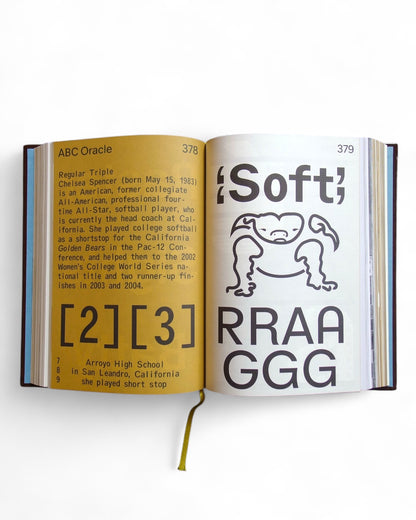 ABC Oracle 378
Regular Triple
Chelsea Spencer (born May 15, 1983)
is an American, former collegiate
All-American, professional four-
time All-Star, softball player, who
is currently the head coach at Cal-
ifornia. She played college softball
as a shortstop for the California
Golden Bears in the Pac-12 Con-
ference, and helped them to the 2002
Women's College World Series na-
tional title and two runner-up fin-
ishes in 2003 and 2004.
[2][3]
7
8
9
Arroyo High School
in San Leandro, California
she played short stop
379
‘Soft’
RRAA
GGG